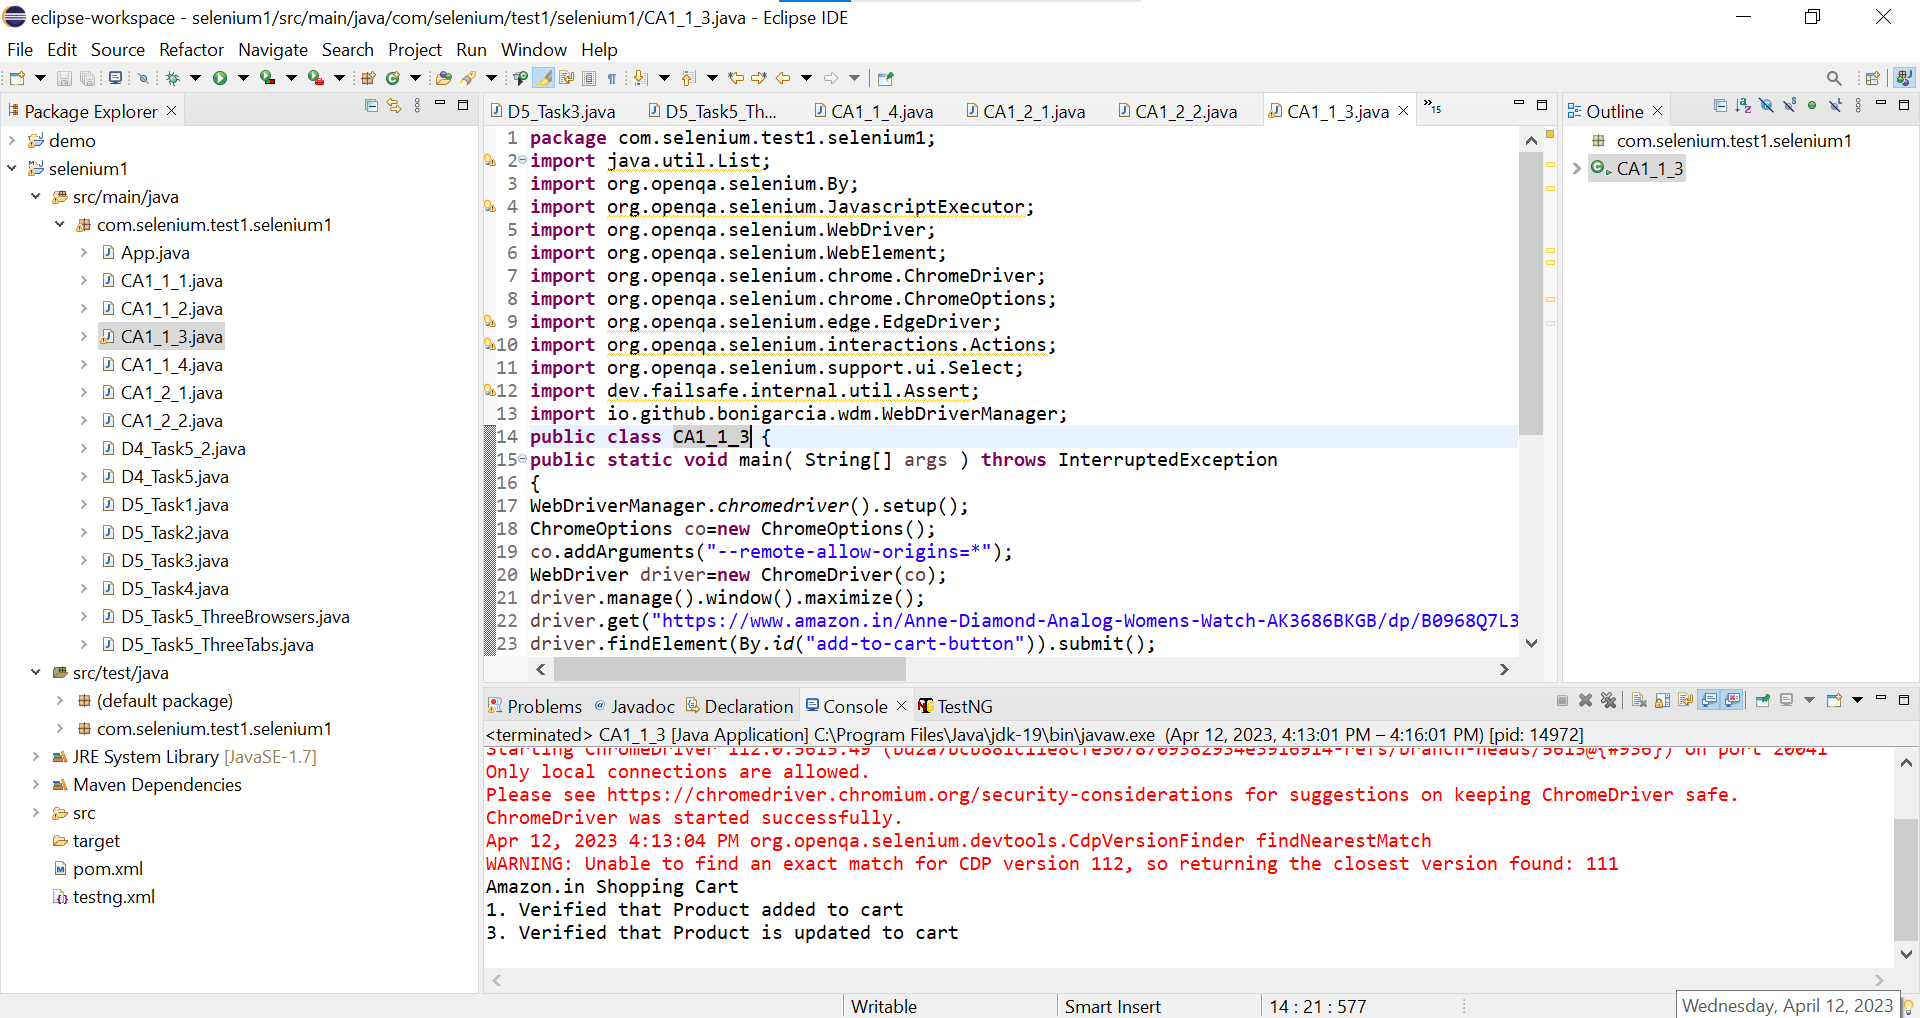 eclipse-workspace - selenium1/src/main/java/com/selenium/test1/selenium1/CA1_1_3.java - Eclipse IDE
File Edit Source Refactor Navigate Search Project Run Window Help
Package Explorer
demo
selenium1
src/main/java
com.selenium.test1.selenium1
App.java
CA1_1_1.java
CA1_1_2.java
CA1_1_3.java
CA1_1_4.java
CA1_2_1.java
CA1_2_2.java
D4_Task5_2.java
D4_Task5.java
D5_Task1.java
D5_Task2.java
D5_Task3.java
D5_Task4.java
D5_Task5_ThreeBrowsers.java
D5_Task5_ThreeTabs.java
src/test/java
(default package)
com.selenium.test1.selenium1
JRE System Library [JavaSE-1.7]
Maven Dependencies
src
target
pom.xml
testng.xml
D5_Task3.java D5_Task5_Th... CA1_1_4.java CA1_2_1.java CA1_2_2.java CA1_1_3.java »15
1 package com.selenium.test1.selenium1;
2 import java.util.List;
3 import org.openqa.selenium.By;
4 import org.openqa.selenium.JavascriptExecutor;
5 import org.openqa.selenium.WebDriver;
6 import org.openqa.selenium.WebElement;
7 import org.openqa.selenium.chrome.ChromeDriver;
8 import org.openqa.selenium.chrome.ChromeOptions;
9 import org.openqa.selenium.edge.EdgeDriver;
10 import org.openqa.selenium.interactions.Actions;
11 import org.openqa.selenium.support.ui.Select;
12 import dev.failsafe.internal.util.Assert;
13 import io.github.bonigarcia.wdm.WebDriverManager;
14 public class CA1_1_3 {
15 public static void main( String[] args ) throws InterruptedException
16 {
17 WebDriverManager.chromedriver().setup();
18 ChromeOptions co=new ChromeOptions();
19 co.addArguments("--remote-allow-origins=*");
20 WebDriver driver=new ChromeDriver(co);
21 driver.manage().window().maximize();
22 driver.get("https://www.amazon.in/Anne-Diamond-Analog-Womens-Watch-AK3686BKGB/dp/B0968Q7L3
23 driver.findElement(By.id("add-to-cart-button")).submit();
Outline
com.selenium.test1.selenium1
CA1_1_3
Problems Javadoc Declaration Console TestNG
<terminated> CA1_1_3 [Java Application] C:\Program Files\Java\jdk-19\bin\javaw.exe (Apr 12, 2023, 4:13:01 PM – 4:16:01 PM) [pid: 14972]
Starting ChromeDriver 112.0.5615.49 on port 20041
Only local connections are allowed.
Please see https://chromedriver.chromium.org/security-considerations for suggestions on keeping ChromeDriver safe.
ChromeDriver was started successfully.
Apr 12, 2023 4:13:04 PM org.openqa.selenium.devtools.CdpVersionFinder findNearestMatch
WARNING: Unable to find an exact match for CDP version 112, so returning the closest version found: 111
Amazon.in Shopping Cart
1. Verified that Product added to cart
3. Verified that Product is updated to cart
Writable Smart Insert 14 : 21 : 577
Wednesday, April 12, 2023